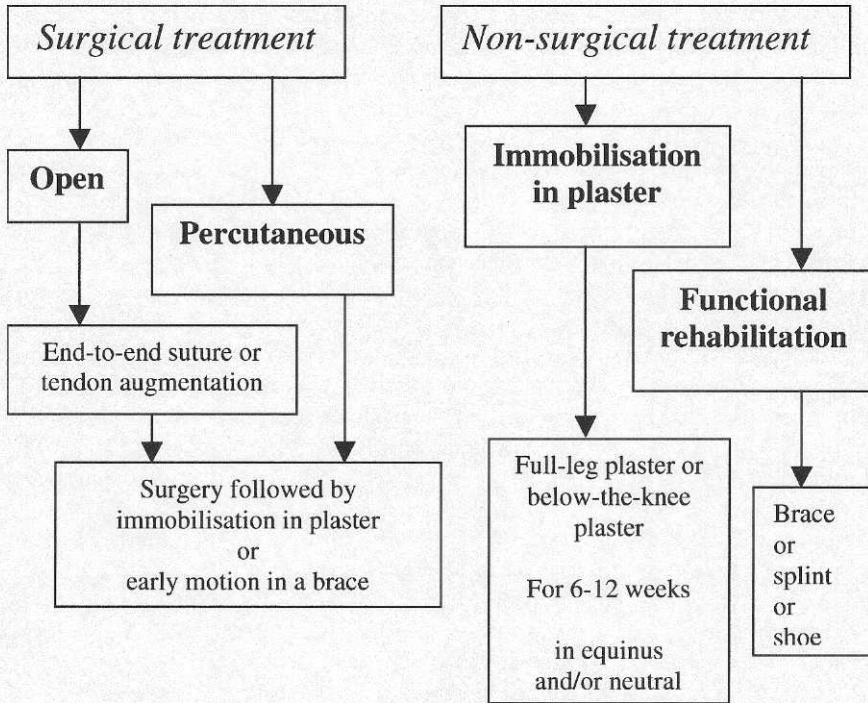 Surgical treatment
Open
Percutaneous
End-to-end suture or
tendon augmentation
Surgery followed by
immobilisation in plaster
or
early motion in a brace
Non-surgical treatment
Immobilisation
in plaster
Functional
rehabilitation
Full-leg plaster or
below-the-knee
plaster
For 6-12 weeks
in equinus
and/or neutral
Brace
or
splint
or
shoe